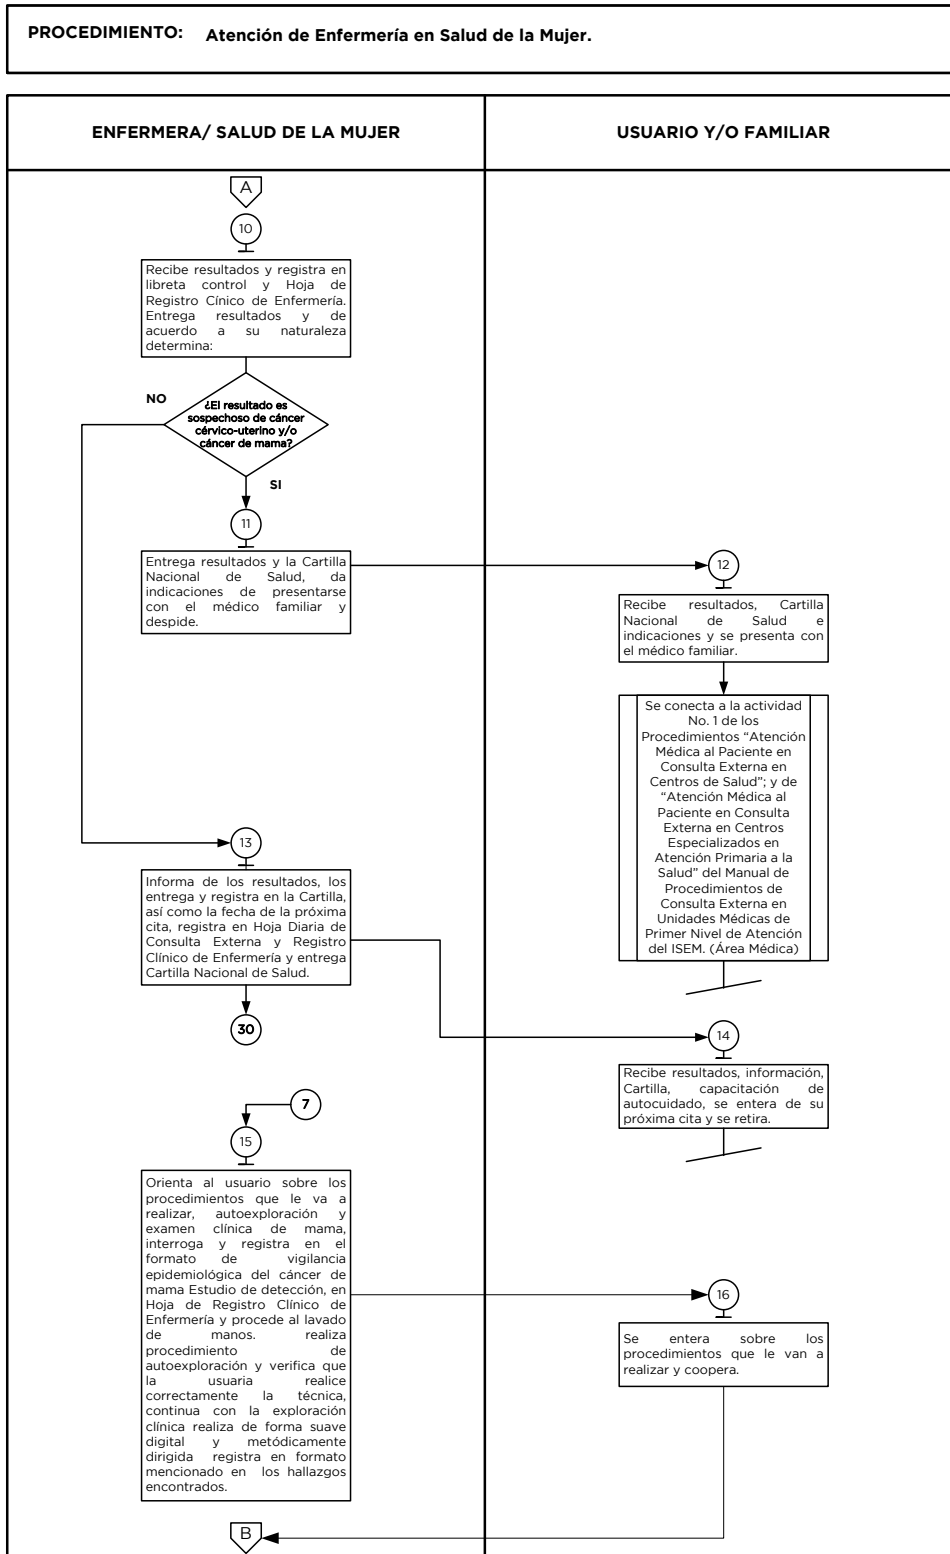 PROCEDIMIENTO: Atención de Enfermería en Salud de la Mujer.
ENFERMERA/ SALUD DE LA MUJER
USUARIO Y/O FAMILIAR
A
10
Recibe resultados y registra en
libreta control y Hoja de
Registro Cínico de Enfermería.
Entrega resultados y de
acuerdo a su naturaleza
determina:
NO
¿El resultado es
sospechoso de cáncer
cérvico-uterino y/o
cáncer de mama?
SI
11
Entrega resultados y la Cartilla
Nacional de Salud, da
indicaciones de presentarse
con el médico familiar y
despide.
12
Recibe resultados, Cartilla
Nacional de Salud e
indicaciones y se presenta con
el médico familiar.
Se conecta a la actividad
No. 1 de los
Procedimientos “Atención
Médica al Paciente en
Consulta Externa en
Centros de Salud”; y de
“Atención Médica al
Paciente en Consulta
Externa en Centros
Especializados en
Atención Primaria a la
Salud” del Manual de
Procedimientos de
Consulta Externa en
Unidades Médicas de
Primer Nivel de Atención
del ISEM. (Área Médica)
13
Informa de los resultados, los
entrega y registra en la Cartilla,
así como la fecha de la próxima
cita, registra en Hoja Diaria de
Consulta Externa y Registro
Clínico de Enfermería y entrega
Cartilla Nacional de Salud.
30
14
Recibe resultados, información,
Cartilla, capacitación de
autocuidado, se entera de su
próxima cita y se retira.
7
15
Orienta al usuario sobre los
procedimientos que le va a
realizar, autoexploración y
examen clínica de mama,
interroga y registra en el
formato de vigilancia
epidemiológica del cáncer de
mama Estudio de detección, en
Hoja de Registro Clínico de
Enfermería y procede al lavado
de manos. realiza
procedimiento de
autoexploración y verifica que
la usuaria realice
correctamente la técnica,
continua con la exploración
clínica realiza de forma suave
digital y metódicamente
dirigida registra en formato
mencionado en los hallazgos
encontrados.
16
Se entera sobre los
procedimientos que le van a
realizar y coopera.
B